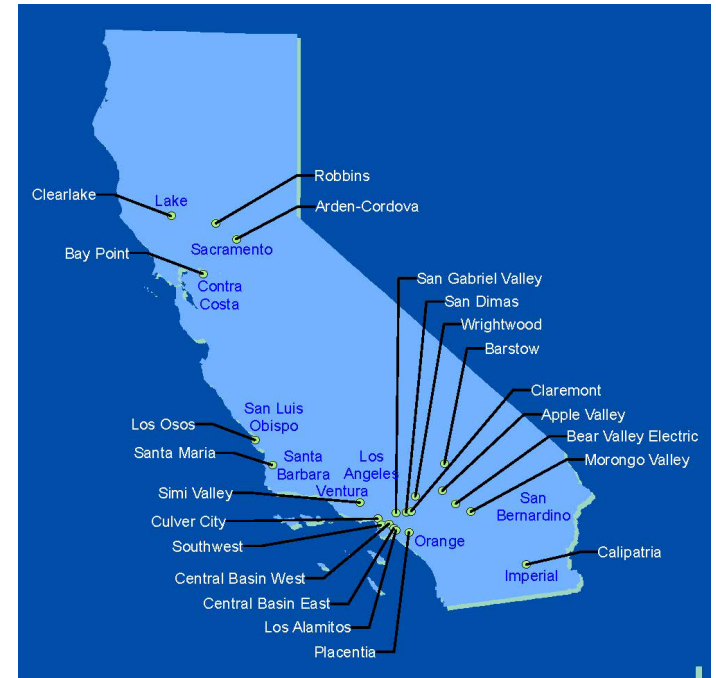 Robbins
Clearlake
Lake
Arden-Cordova
Sacramento
Bay Point
Contra
Costa
San Gabriel Valley
San Dimas
Wrightwood
Barstow
Claremont
San Luis
Obispo
Apple Valley
Los Osos
Bear Valley Electric
Santa Maria
Santa
Barbara
Los
Angeles
Morongo Valley
Simi Valley
Ventura
San
Bernardino
Culver City
Southwest
Orange
Calipatria
Central Basin West
Imperial
Central Basin East
Los Alamitos
Placentia